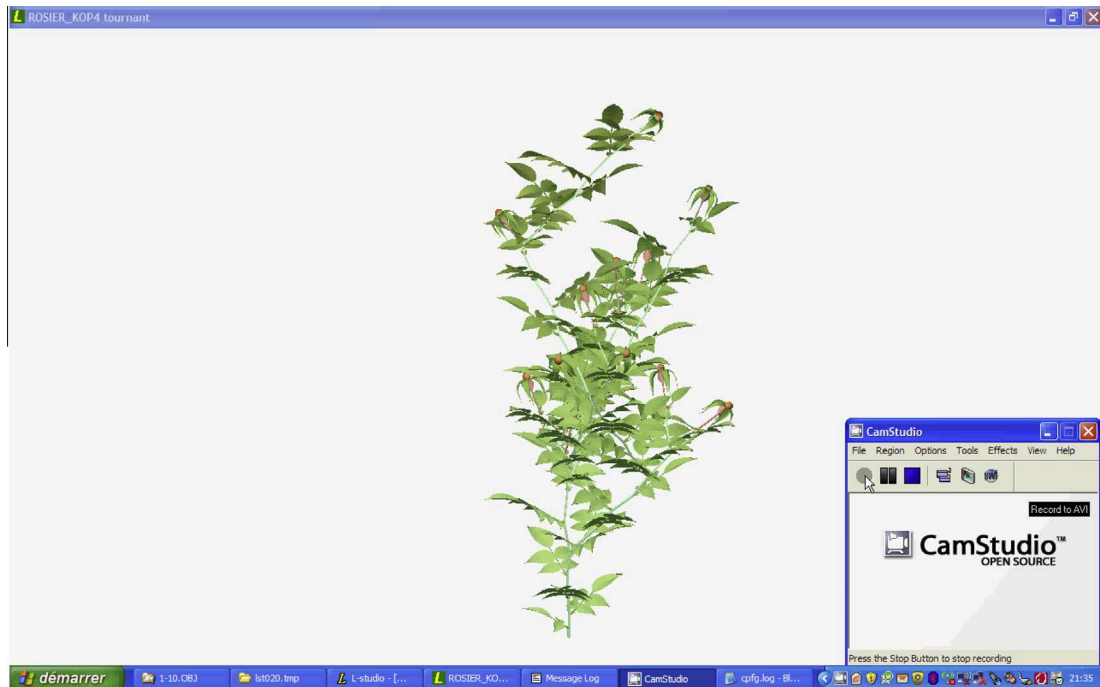 ROSIER_KOP4 tournant
CamStudio
File Region Options Tools Effects View Help
Record to AVI
CamStudio™
OPEN SOURCE
Press the Stop Button to stop recording
démarrer
1-10.OBJ
lst020.tmp
L-studio - [...
ROSIER_KO...
Message Log
CamStudio
cpfg.log - Bl...
21:35